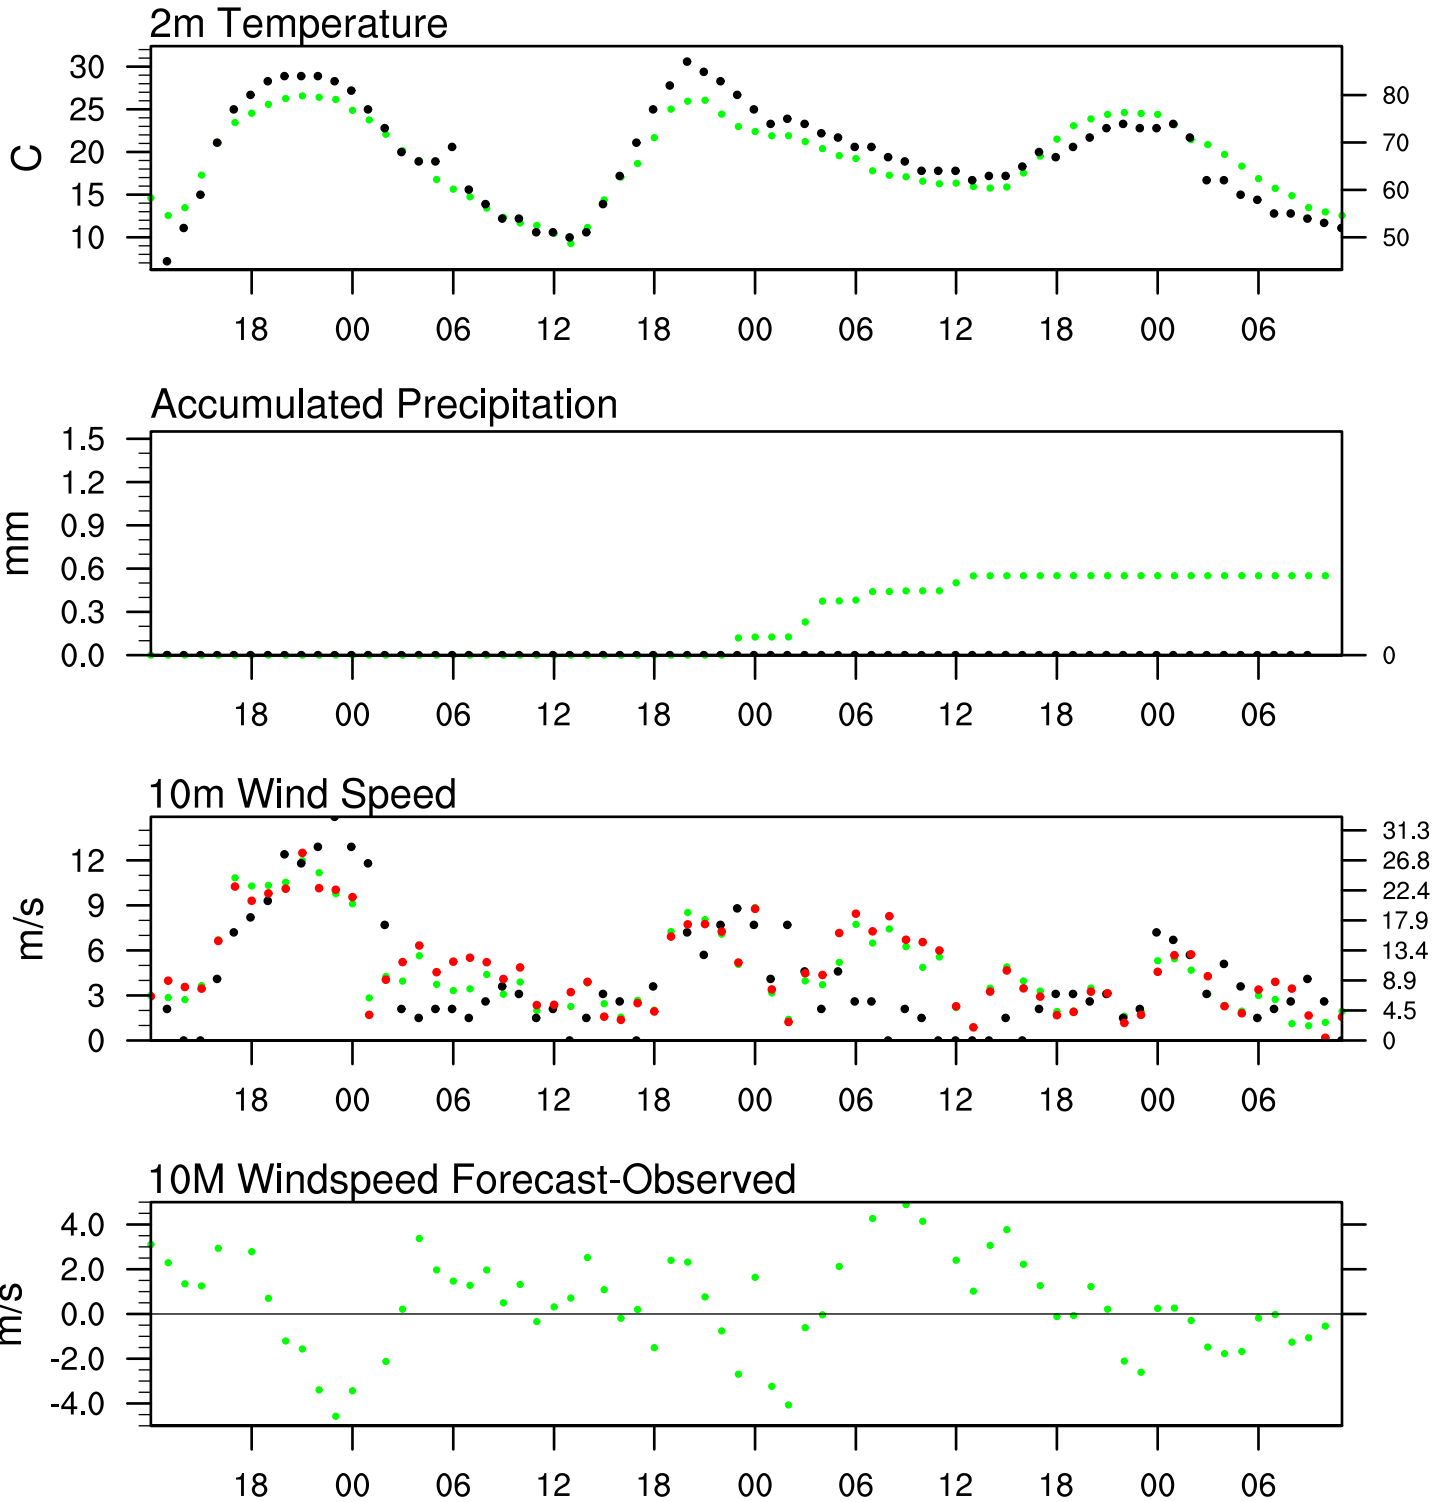 2m Temperature
30
25
20
15
10
C
80
70
60
50
18 00 06 12 18 00 06 12 18 00 06
Accumulated Precipitation
1.5
1.2
0.9
0.6
0.3
0.0
mm
0
18 00 06 12 18 00 06 12 18 00 06
10m Wind Speed
12
9
6
3
0
m/s
31.3
26.8
22.4
17.9
13.4
8.9
4.5
0
18 00 06 12 18 00 06 12 18 00 06
10M Windspeed Forecast-Observed
4.0
2.0
0.0
-2.0
-4.0
m/s
18 00 06 12 18 00 06 12 18 00 06